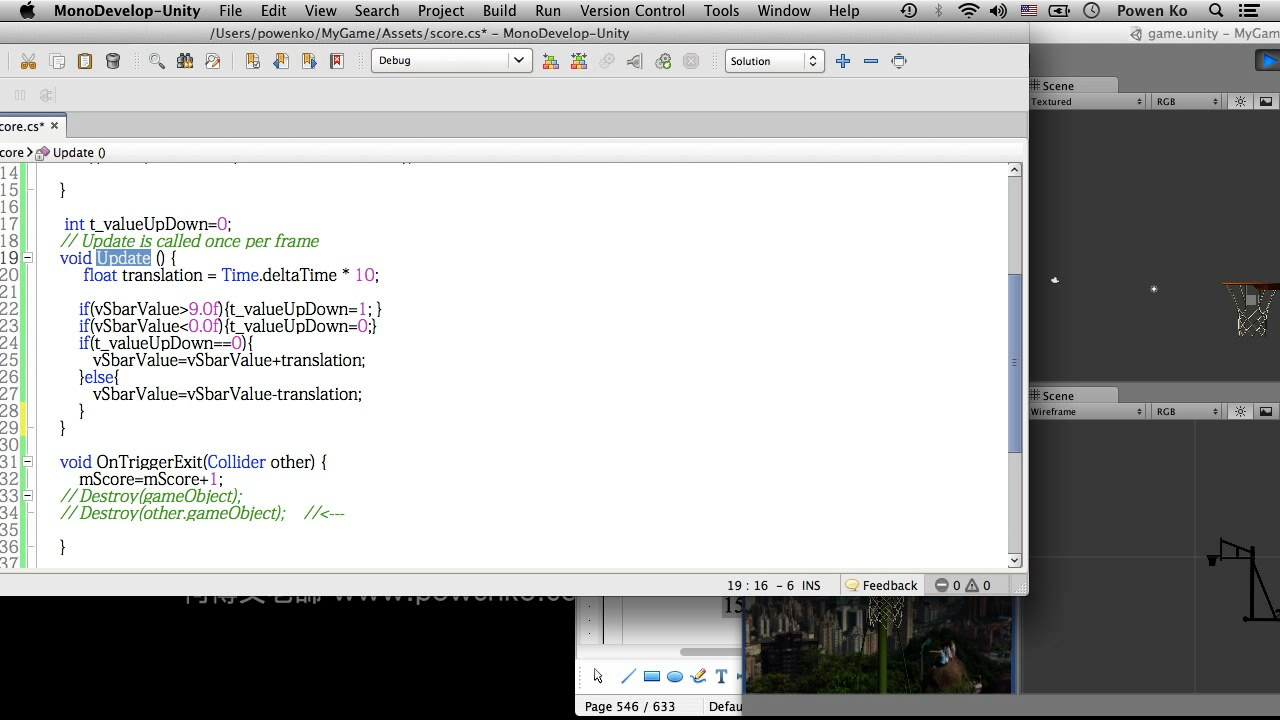 MonoDevelop-Unity File Edit View Search Project Build Run Version Control Tools Window Help Powen Ko
/Users/powenko/MyGame/Assets/score.cs* – MonoDevelop-Unity
game.unity - MyGam
Debug
Solution
Scene
Textured RGB
core.cs* ×
core Update ()
14
15 }
16
17 int t_valueUpDown=0;
18 // Update is called once per frame
19 void Update () {
20 float translation = Time.deltaTime * 10;
21
22 if(vSbarValue>9.0f){t_valueUpDown=1; }
23 if(vSbarValue<0.0f){t_valueUpDown=0;}
24 if(t_valueUpDown==0){
25 vSbarValue=vSbarValue+translation;
26 }else{
27 vSbarValue=vSbarValue-translation;
28 }
29 }
30
31 void OnTriggerExit(Collider other) {
32 mScore=mScore+1;
33 // Destroy(gameObject);
34 // Destroy(other.gameObject); //<---
35
36 }
37
Scene
Wireframe RGB
19 : 16 - 6 INS Feedback 0 0
www.powenko.co
15
T
Page 546 / 633 Defau